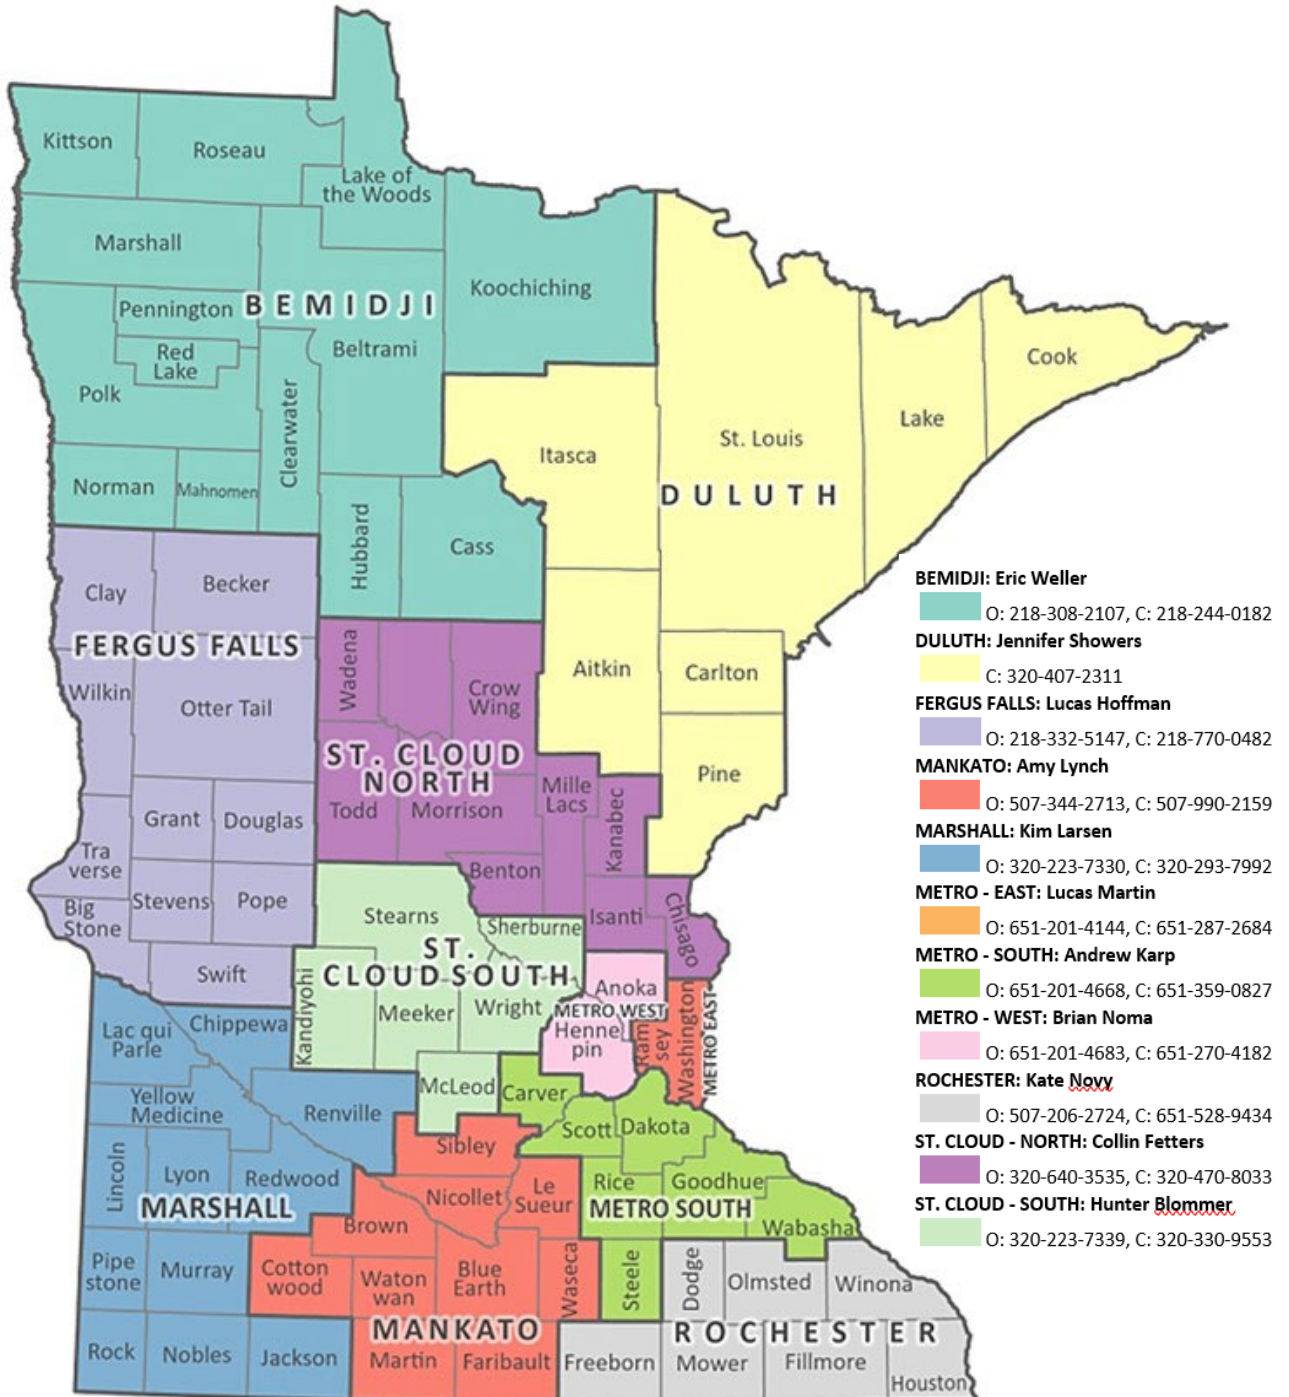 Kittson
Roseau
Lake of
the Woods
Marshall
Koochiching
Pennington
BEMIDJI
Red
Lake
Beltrami
Polk
Clearwater
Norman
Mahnomen
Hubbard
Cass
Itasca
St. Louis
Lake
Cook
DULUTH
Aitkin
Carlton
Pine
Clay
Becker
FERGUS FALLS
Wilkin
Otter Tail
Grant
Douglas
Tra
verse
Stevens
Pope
Big
Stone
Swift
Wadena
Crow
Wing
ST. CLOUD
NORTH
Todd
Morrison
Mille
Lacs
Kanabec
Benton
Isanti
Chisago
Stearns
Sherburne
ST.
CLOUD SOUTH
Kandiyohi
Meeker
Wright
McLeod
Anoka
METRO WEST
Henne
pin
Ram
sey
Washington
METRO EAST
Lac qui
Parle
Chippewa
Yellow
Medicine
Renville
Lincoln
Lyon
Redwood
MARSHALL
Pipe
stone
Murray
Rock
Nobles
Jackson
Carver
Scott
Dakota
Rice
Goodhue
METRO SOUTH
Wabasha
Steele
Sibley
Nicollet
Le
Sueur
Brown
Cotton
wood
Waton
wan
Blue
Earth
Waseca
MANKATO
Martin
Faribault
Dodge
Olmsted
Winona
ROCHESTER
Freeborn
Mower
Fillmore
Houston
BEMIDJI: Eric Weller
O: 218-308-2107, C: 218-244-0182
DULUTH: Jennifer Showers
C: 320-407-2311
FERGUS FALLS: Lucas Hoffman
O: 218-332-5147, C: 218-770-0482
MANKATO: Amy Lynch
O: 507-344-2713, C: 507-990-2159
MARSHALL: Kim Larsen
O: 320-223-7330, C: 320-293-7992
METRO - EAST: Lucas Martin
O: 651-201-4144, C: 651-287-2684
METRO - SOUTH: Andrew Karp
O: 651-201-4668, C: 651-359-0827
METRO - WEST: Brian Noma
O: 651-201-4683, C: 651-270-4182
ROCHESTER: Kate Novy
O: 507-206-2724, C: 651-528-9434
ST. CLOUD - NORTH: Collin Fetters
O: 320-640-3535, C: 320-470-8033
ST. CLOUD - SOUTH: Hunter Blommer
O: 320-223-7339, C: 320-330-9553